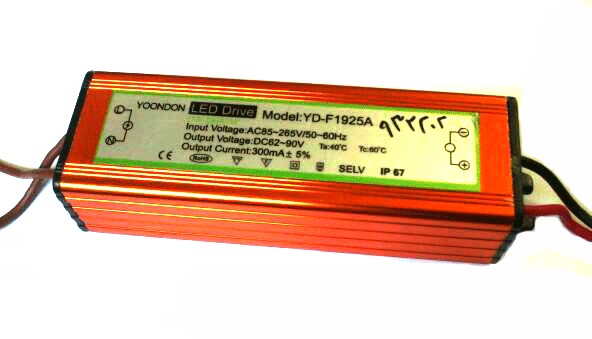 YOONDON LED Drive Model:YD-F1925A
۹۳۲۲۰۲
Input Voltage:AC85~265V/50~60Hz
Output Voltage:DC62~90V Ta:40°C Tc:60°C
Output Current:300mA± 5%
CE RoHS SELV IP 67
L
N